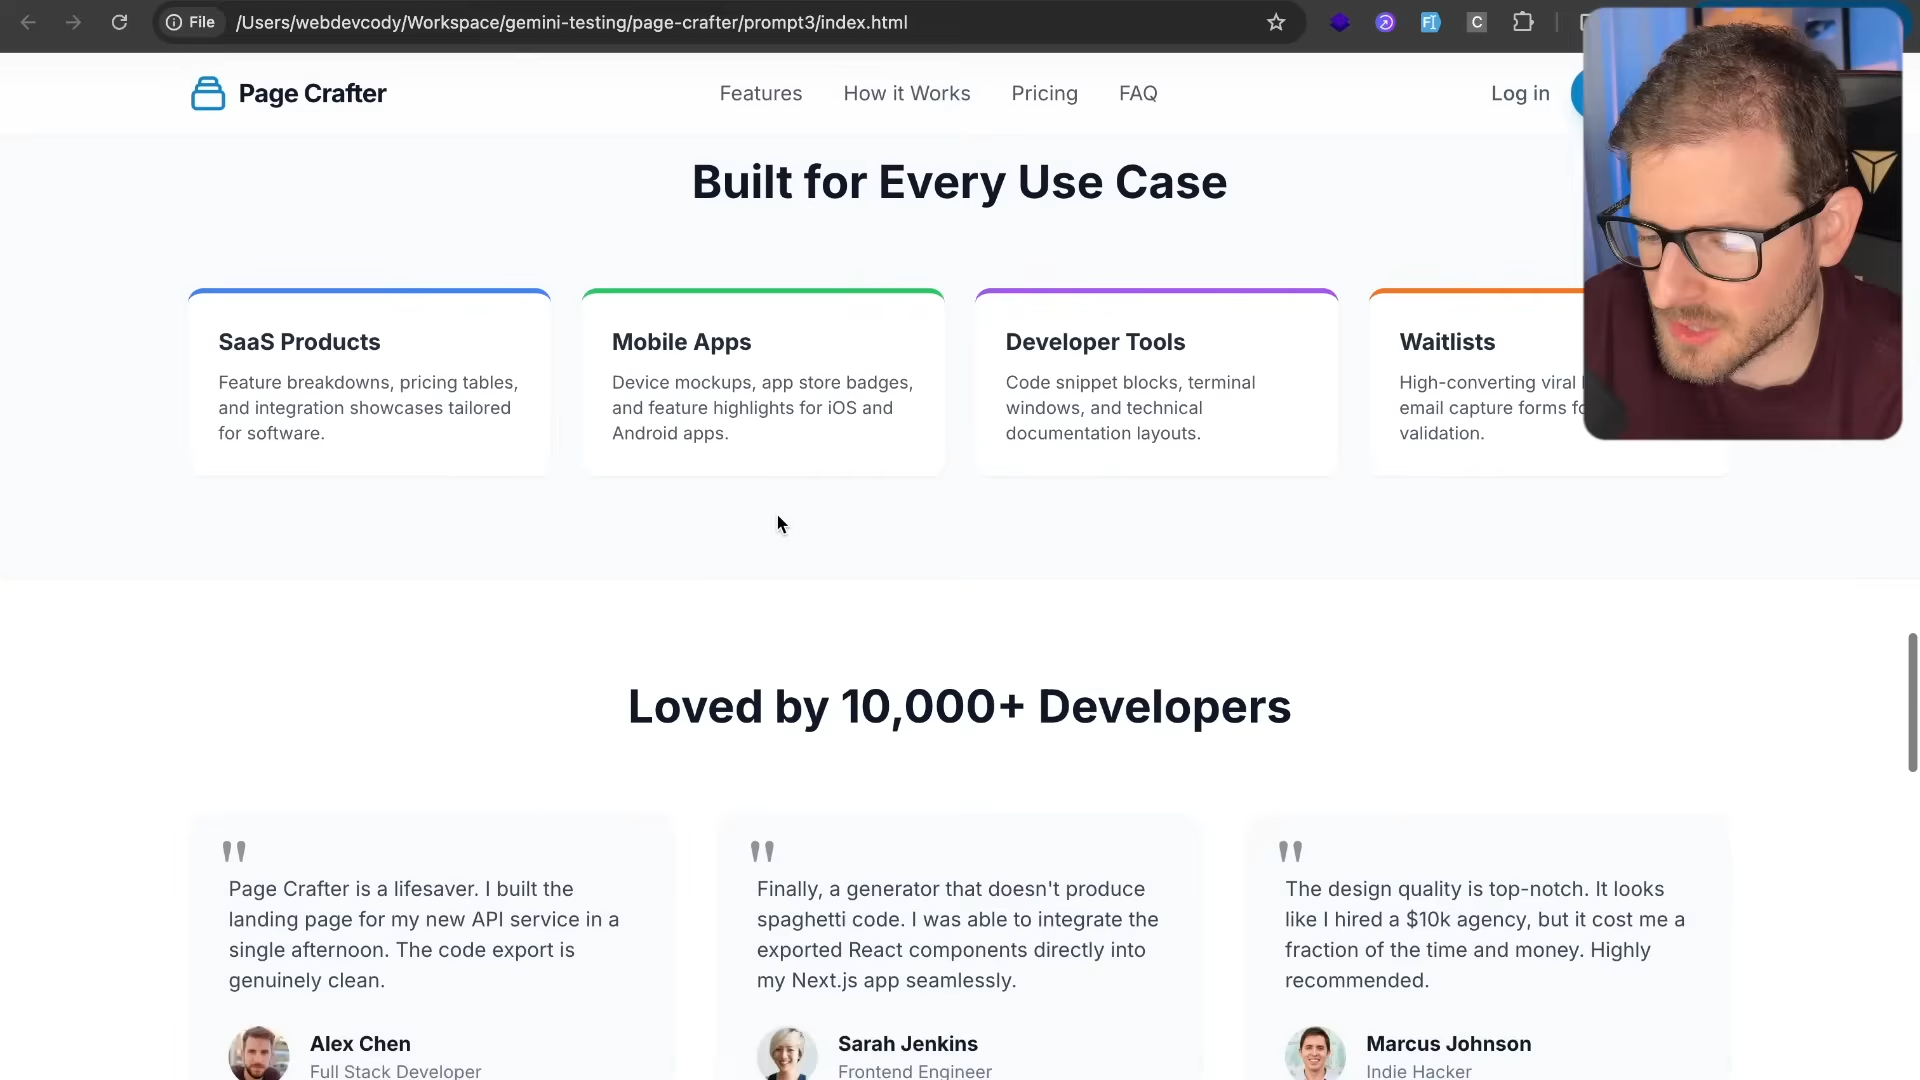 File
/Users/webdevcody/Workspace/gemini-testing/page-crafter/prompt3/index.html
C
Page Crafter
Features
How it Works
Pricing
FAQ
Log in
Built for Every Use Case
SaaS Products
Feature breakdowns, pricing tables,
and integration showcases tailored
for software.
Mobile Apps
Device mockups, app store badges,
and feature highlights for iOS and
Android apps.
Developer Tools
Code snippet blocks, terminal
windows, and technical
documentation layouts.
Waitlists
High-converting viral
email capture forms
validation.
Loved by 10,000+ Developers
"
Page Crafter is a lifesaver. I built the
landing page for my new API service in a
single afternoon. The code export is
genuinely clean.
Alex Chen
Full Stack Developer
"
Finally, a generator that doesn't produce
spaghetti code. I was able to integrate the
exported React components directly into
my Next.js app seamlessly.
Sarah Jenkins
Frontend Engineer
"
The design quality is top-notch. It looks
like I hired a $10k agency, but it cost me a
fraction of the time and money. Highly
recommended.
Marcus Johnson
Indie Hacker